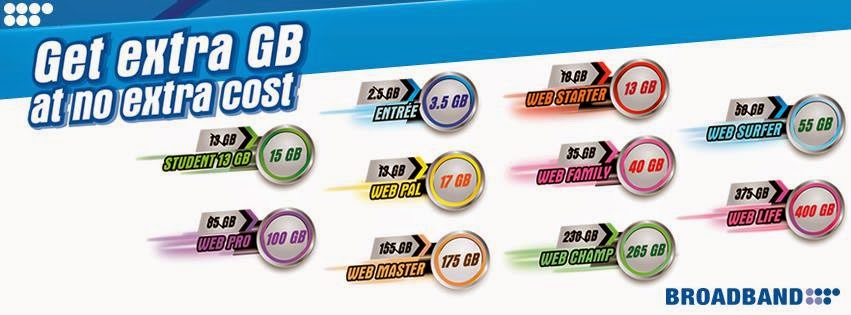 Get extra GB
at no extra cost
2.5 GB
ENTRÉE
3.5 GB
10 GB
WEB STARTER
13 GB
50 GB
WEB SURFER
55 GB
13 GB
STUDENT 13 GB
15 GB
13 GB
WEB PAL
17 GB
35 GB
WEB FAMILY
40 GB
375 GB
WEB LIFE
400 GB
85 GB
WEB PRO
100 GB
155 GB
WEB MASTER
175 GB
230 GB
WEB CHAMP
265 GB
BROADBAND